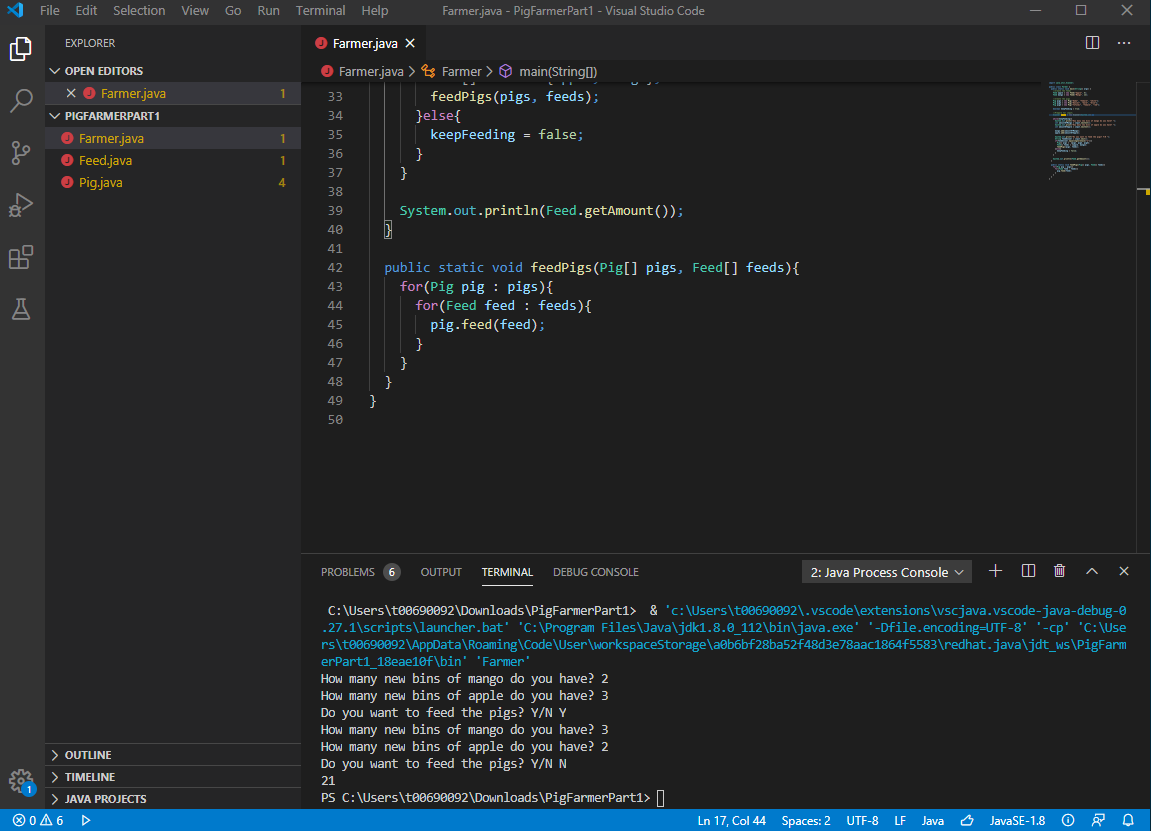 File Edit Selection View Go Run Terminal Help Farmer.java - PigFarmerPart1 - Visual Studio Code
EXPLORER
OPEN EDITORS
Farmer.java 1
PIGFARMERPART1
Farmer.java 1
Feed.java 1
Pig.java 4
OUTLINE
TIMELINE
JAVA PROJECTS
1
Farmer.java
Farmer.java > Farmer > main(String[])
33 feedPigs(pigs, feeds);
34 }else{
35 keepFeeding = false;
36 }
37 }
38
39 System.out.println(Feed.getAmount());
40 }
41
42 public static void feedPigs(Pig[] pigs, Feed[] feeds){
43 for(Pig pig : pigs){
44 for(Feed feed : feeds){
45 pig.feed(feed);
46 }
47 }
48 }
49 }
50
PROBLEMS 6 OUTPUT TERMINAL DEBUG CONSOLE 2: Java Process Console
C:\Users\t00690092\Downloads\PigFarmerPart1> & 'c:\Users\t00690092\.vscode\extensions\vscjava.vscode-java-debug-0
.27.1\scripts\launcher.bat' 'C:\Program Files\Java\jdk1.8.0_112\bin\java.exe' '-Dfile.encoding=UTF-8' '-cp' 'C:\Use
rs\t00690092\AppData\Roaming\Code\User\workspaceStorage\a0b6bf28ba52f48d3e78aac1864f5583\redhat.java\jdt_ws\PigFarm
erPart1_18eae10f\bin' 'Farmer'
How many new bins of mango do you have? 2
How many new bins of apple do you have? 3
Do you want to feed the pigs? Y/N Y
How many new bins of mango do you have? 3
How many new bins of apple do you have? 2
Do you want to feed the pigs? Y/N N
21
PS C:\Users\t00690092\Downloads\PigFarmerPart1>
0 6 Ln 17, Col 44 Spaces: 2 UTF-8 LF Java JavaSE-1.8